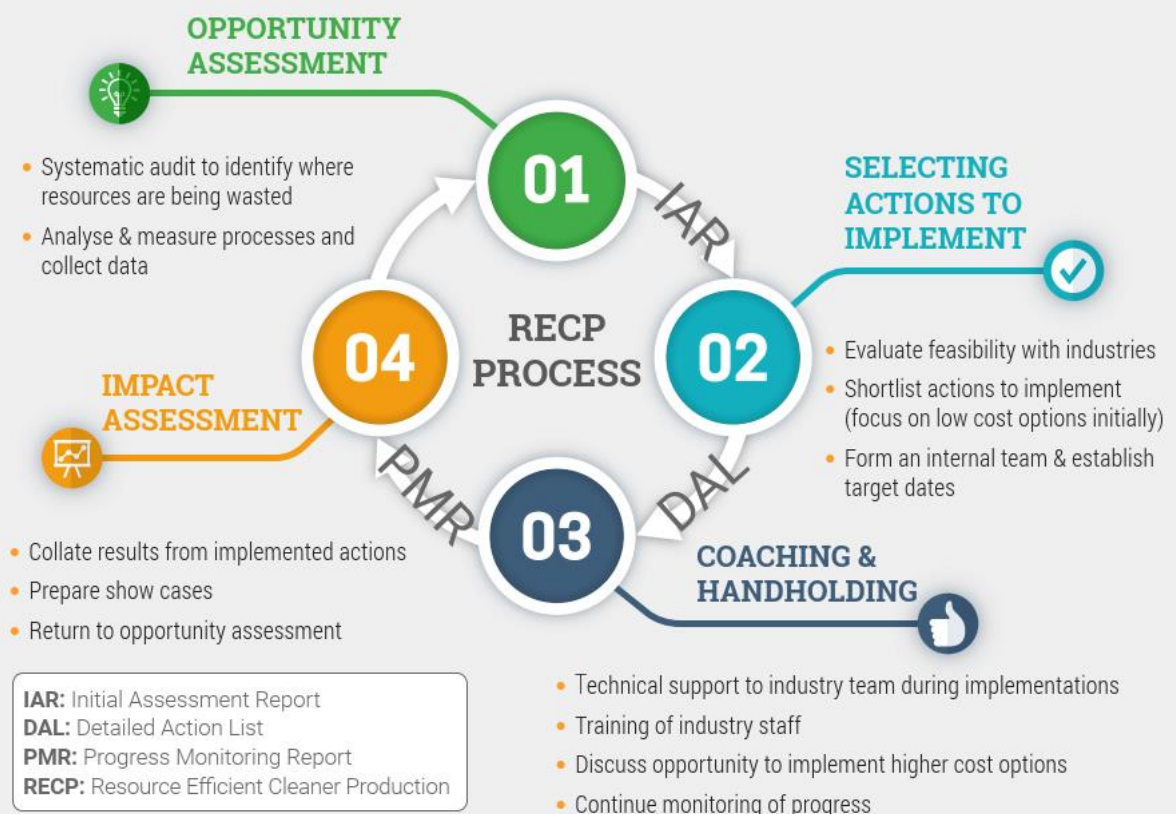 OPPORTUNITY
ASSESSMENT
01
• Systematic audit to identify where
resources are being wasted
• Analyse & measure processes and
collect data
IAR
SELECTING
ACTIONS TO
IMPLEMENT
02
• Evaluate feasibility with industries
• Shortlist actions to implement
(focus on low cost options initially)
• Form an internal team & establish
target dates
RECP
PROCESS
DAL
03
COACHING &
HANDHOLDING
• Technical support to industry team during implementations
• Training of industry staff
• Discuss opportunity to implement higher cost options
• Continue monitoring of progress
PMR
04
IMPACT
ASSESSMENT
• Collate results from implemented actions
• Prepare show cases
• Return to opportunity assessment
IAR: Initial Assessment Report
DAL: Detailed Action List
PMR: Progress Monitoring Report
RECP: Resource Efficient Cleaner Production